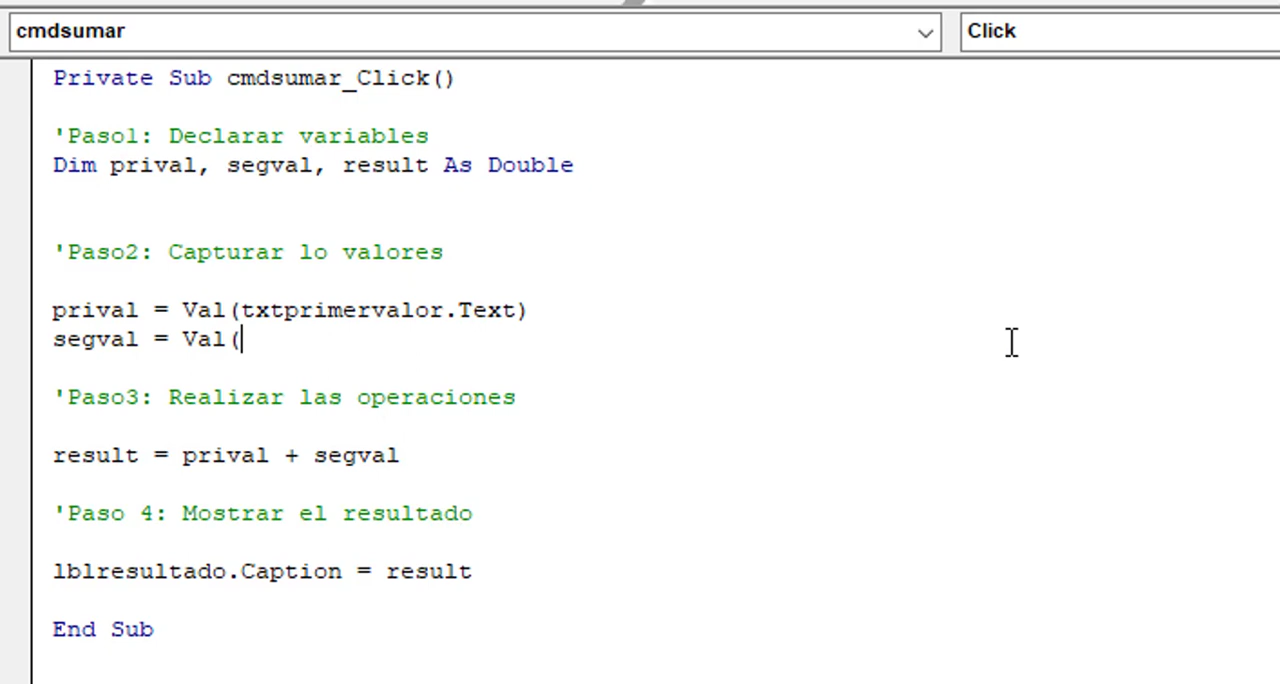 cmdsumar
Click
Private Sub cmdsumar_Click()
'Paso1: Declarar variables
Dim prival, segval, result As Double
'Paso2: Capturar lo valores
prival = Val(txtprimervalor.Text)
segval = Val(
'Paso3: Realizar las operaciones
result = prival + segval
'Paso 4: Mostrar el resultado
lblresultado.Caption = result
End Sub